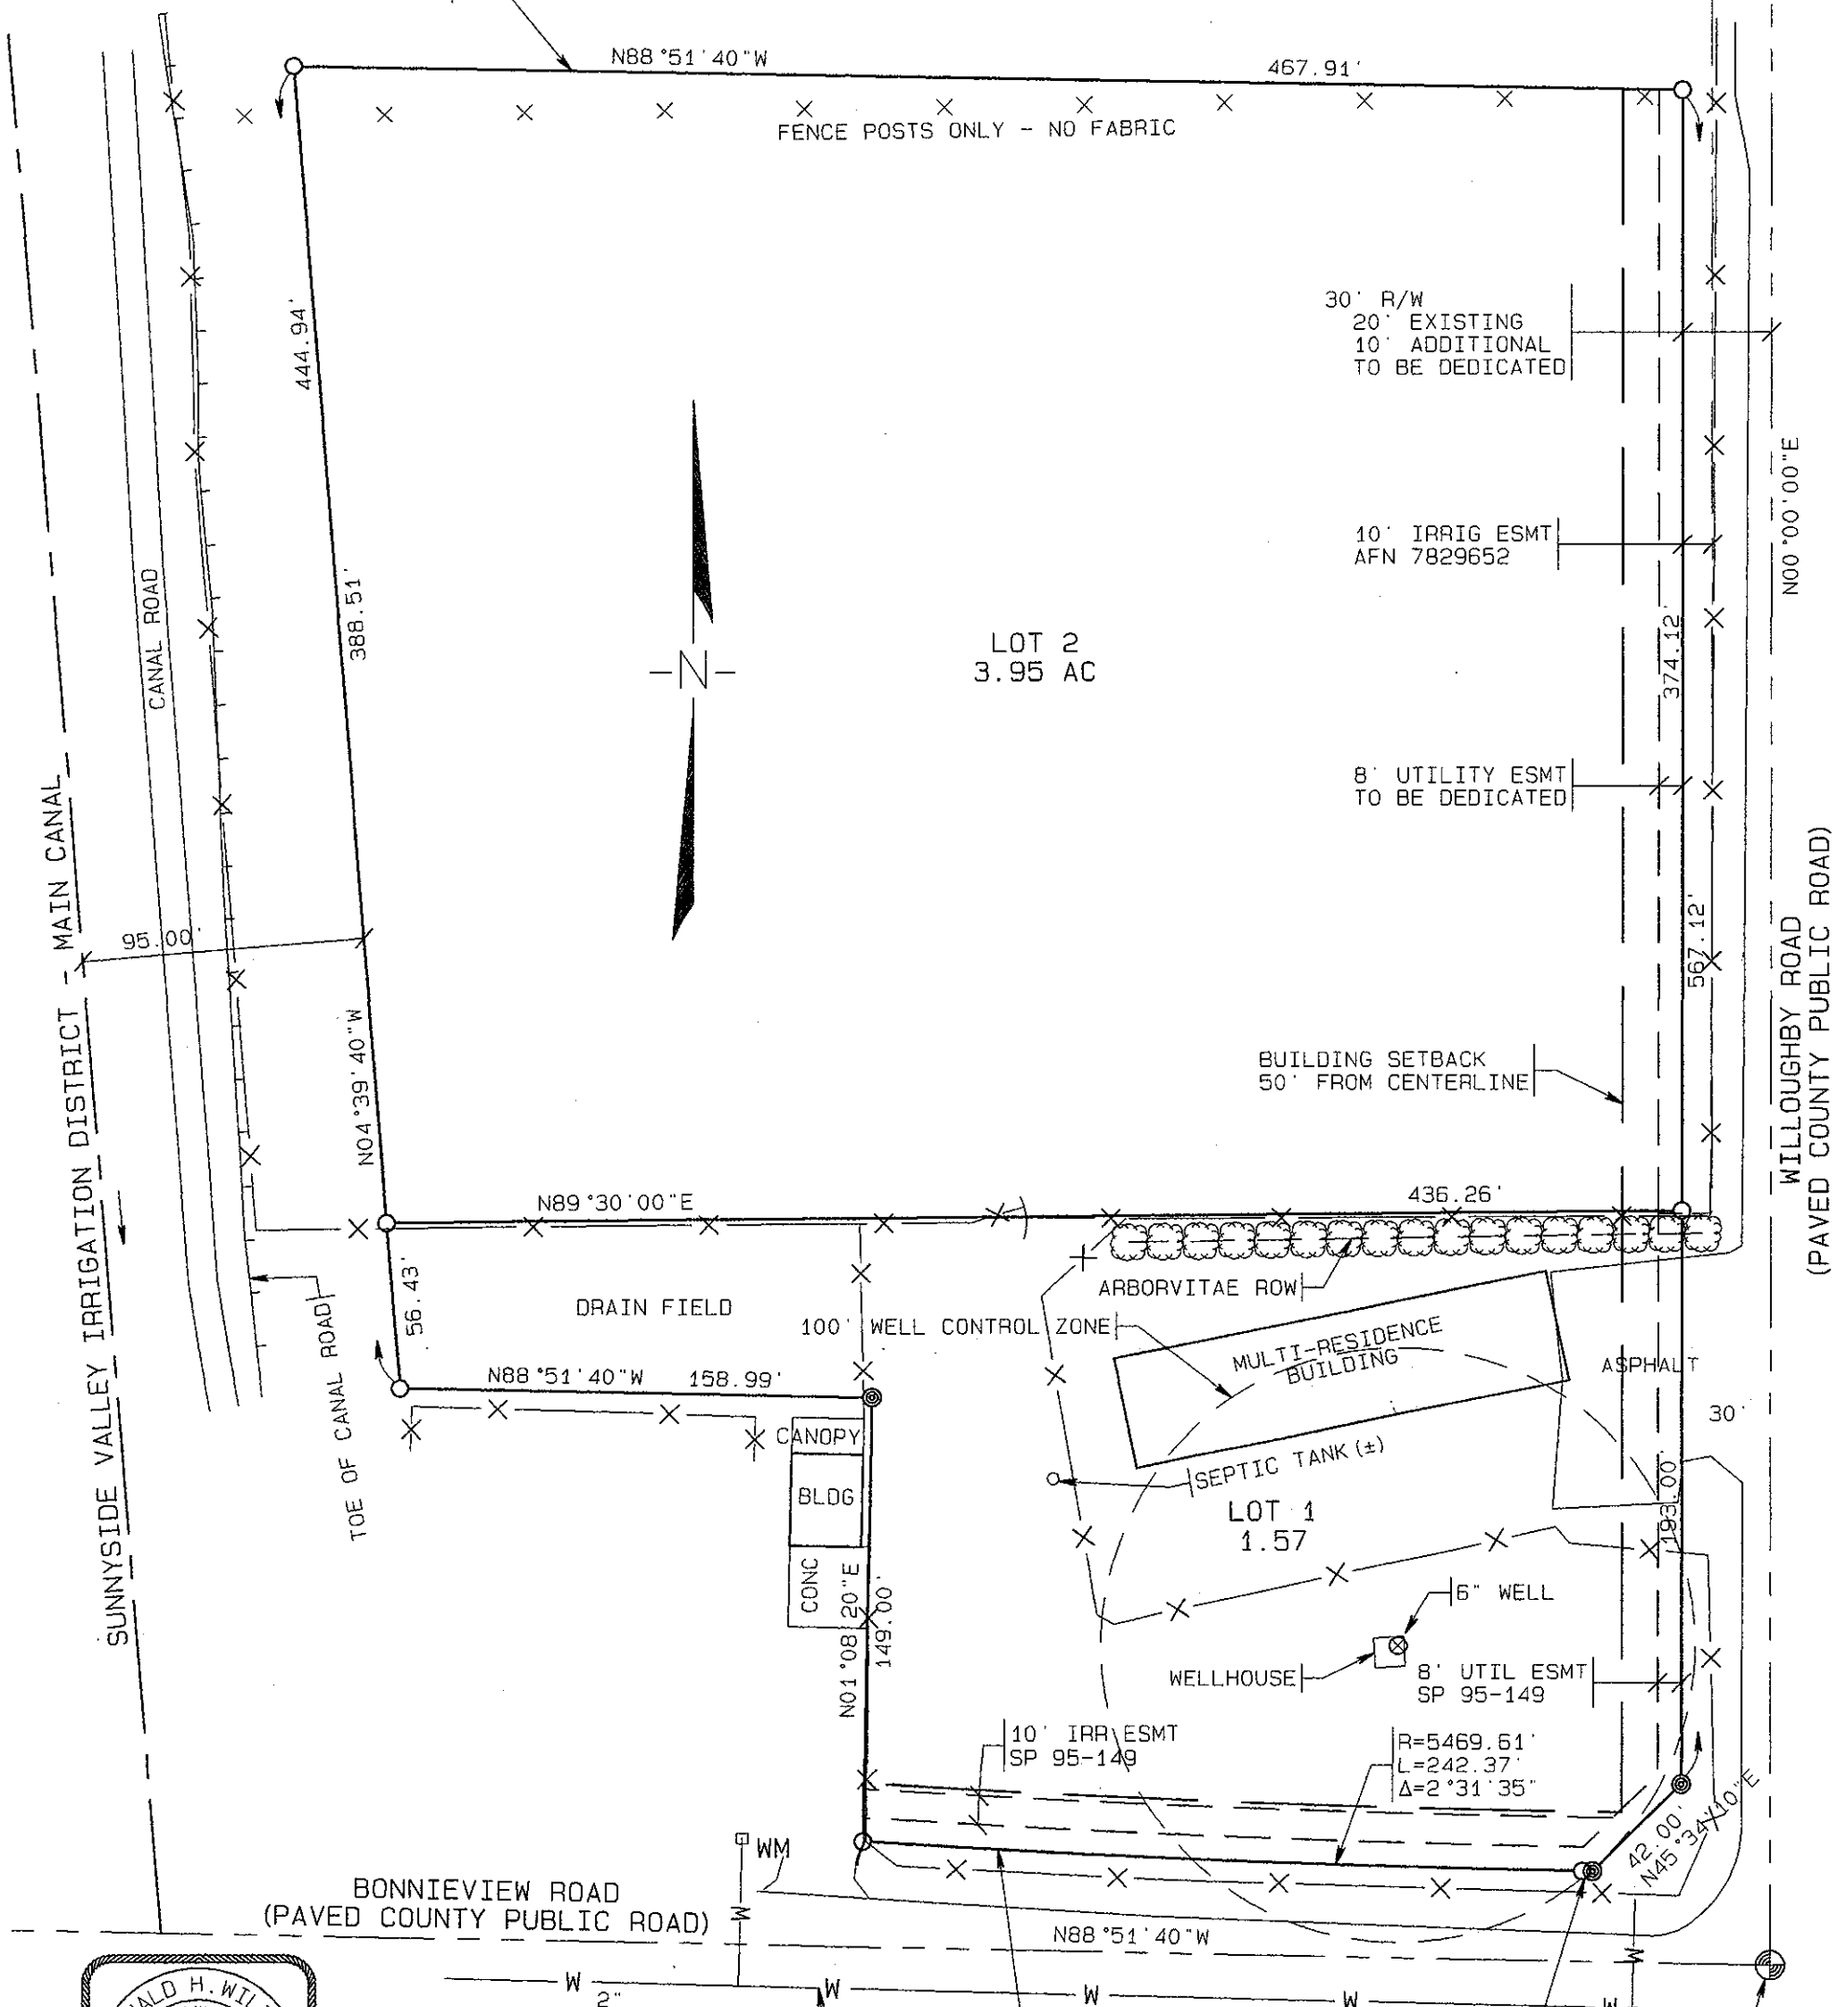 N88°51'40"W
467.91'
FENCE POSTS ONLY - NO FABRIC
30' R/W
20' EXISTING
10' ADDITIONAL
TO BE DEDICATED
444.94'
N00°00'00"E
10' IRRIG ESMT
AFN 7829652
CANAL ROAD
388.51'
-N-
LOT 2
3.95 AC
374.12'
8' UTILITY ESMT
TO BE DEDICATED
95.00'
567.12'
WILLOUGHBY ROAD
(PAVED COUNTY PUBLIC ROAD)
SUNNYSIDE VALLEY IRRIGATION DISTRICT - MAIN CANAL
N04°39'40"W
BUILDING SETBACK
50' FROM CENTERLINE
N89°30'00"E
436.26'
56.43'
DRAIN FIELD
ARBORVITAE ROW
100' WELL CONTROL ZONE
MULTI-RESIDENCE
BUILDING
ASPHALT
TOE OF CANAL ROAD
N88°51'40"W
158.99'
30'
CANOPY
SEPTIC TANK (±)
BLDG
LOT 1
1.57
193.00
CONC
N01°08'20"E
149.00'
6" WELL
WELLHOUSE
8' UTIL ESMT
SP 95-149
10' IRR ESMT
SP 95-149
R=5469.61'
L=242.37'
Δ=2°31'35"
42.00'
N45°34'10"E
WM
BONNIEVIEW ROAD
(PAVED COUNTY PUBLIC ROAD)
W
N88°51'40"W
W
W
W
W
W
W
2"
ALD H. WIL